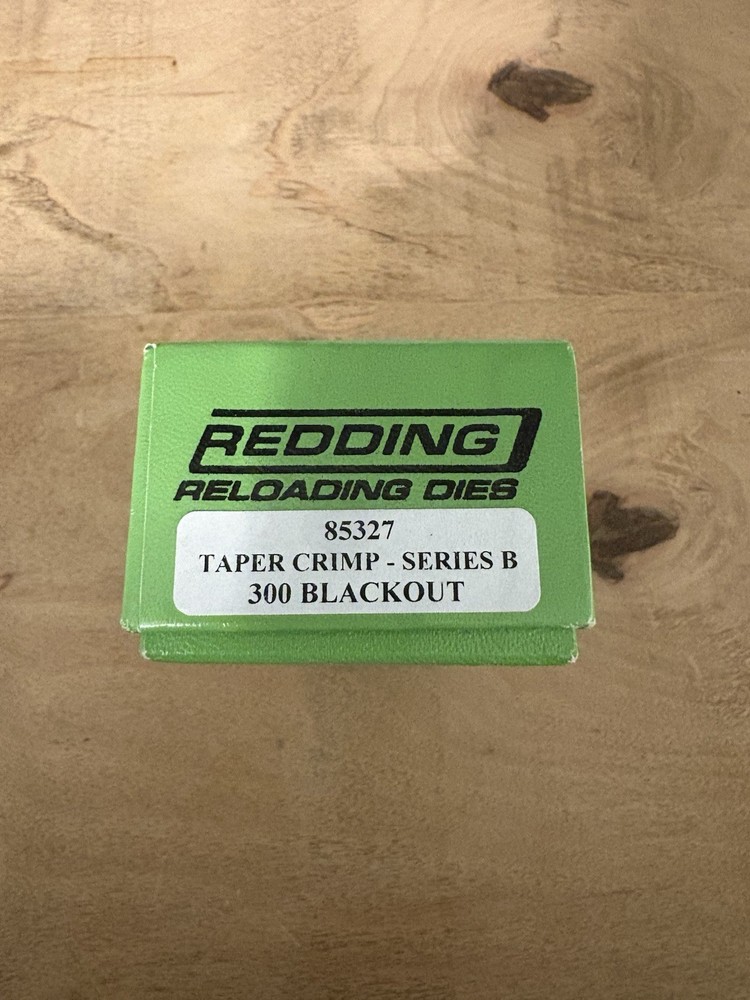 REDDING
RELOADING DIES
85327
TAPER CRIMP - SERIES B
300 BLACKOUT